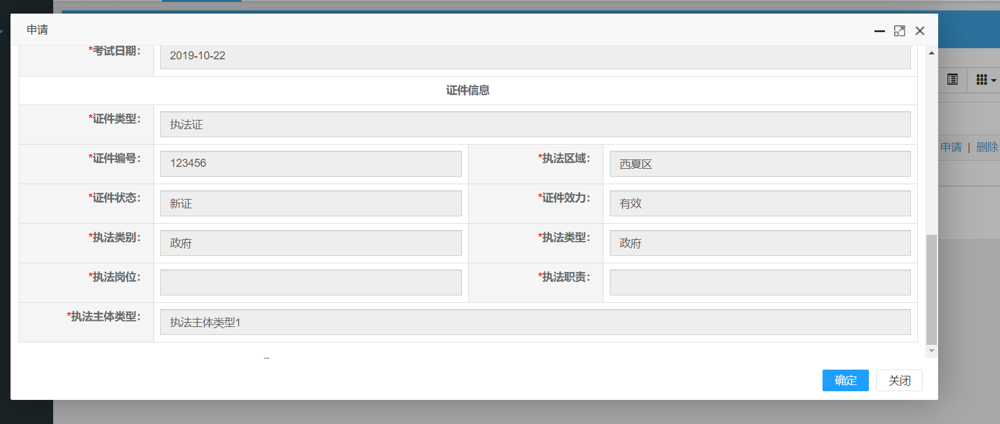 申请
*考试日期：
2019-10-22
证件信息
*证件类型：
执法证
*证件编号：
123456
*执法区域：
西夏区
*证件状态：
新证
*证件效力：
有效
*执法类别：
政府
*执法类型：
政府
*执法岗位：
*执法职责：
*执法主体类型：
执法主体类型1
确定
关闭
申请 | 删除